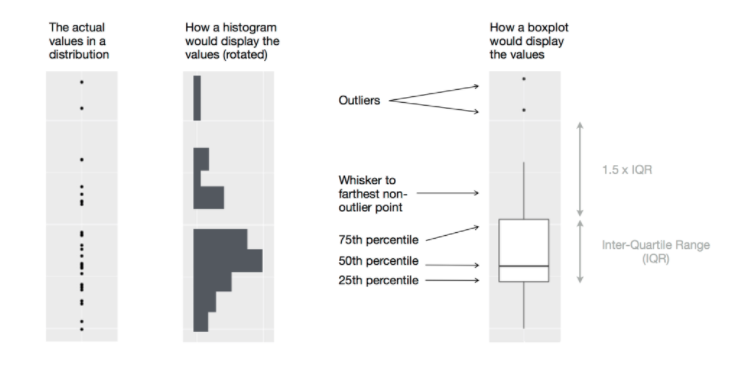 The actual
values in a
distribution
How a histogram
would display the
values (rotated)
How a boxplot
would display
the values
Outliers
1.5 x IQR
Whisker to
farthest non-
outlier point
75th percentile
Inter-Quartile Range
(IQR)
50th percentile
25th percentile